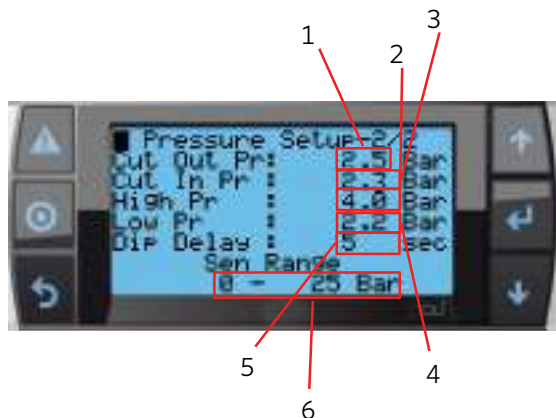 1
2
3
Pressure Setup-2/2
Cut Out Pr: 2.5 Bar
Cut In Pr : 2.3 Bar
High Pr : 4.0 Bar
Low Pr : 2.2 Bar
Dip Delay : 5 sec
Sen Range
0 - 25 Bar
5
4
6